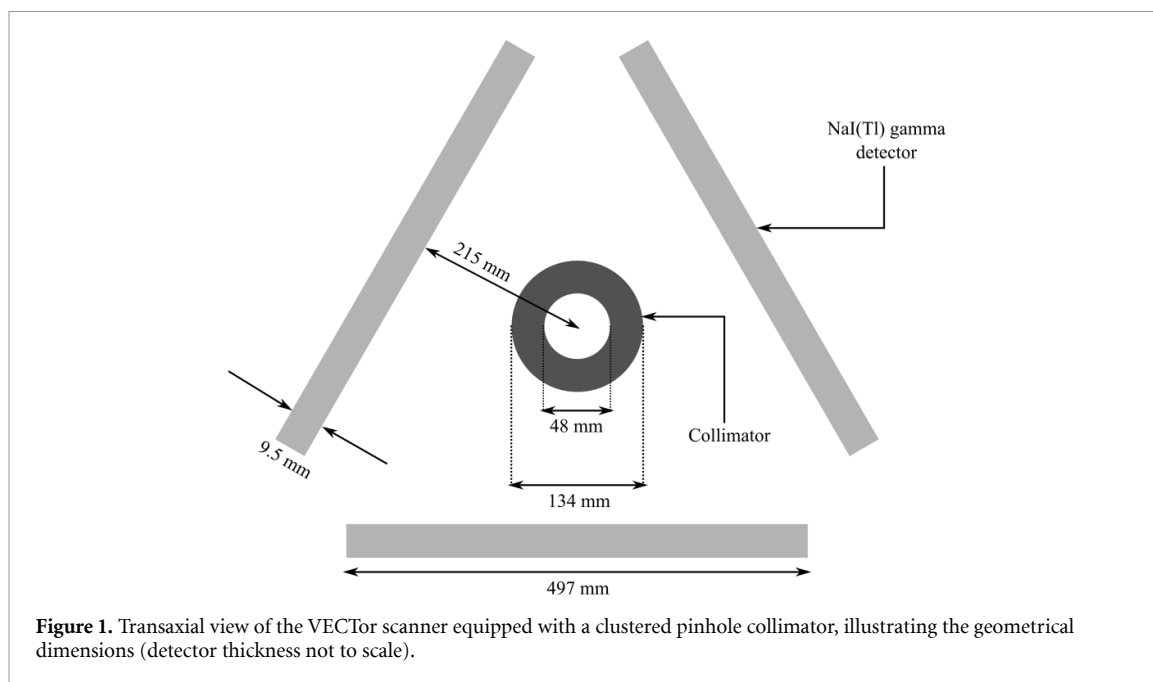 NaI(Tl) gamma
detector
215 mm
48 mm
Collimator
9.5 mm
134 mm
497 mm
Figure 1. Transaxial view of the VECTor scanner equipped with a clustered pinhole collimator, illustrating the geometrical
dimensions (detector thickness not to scale).